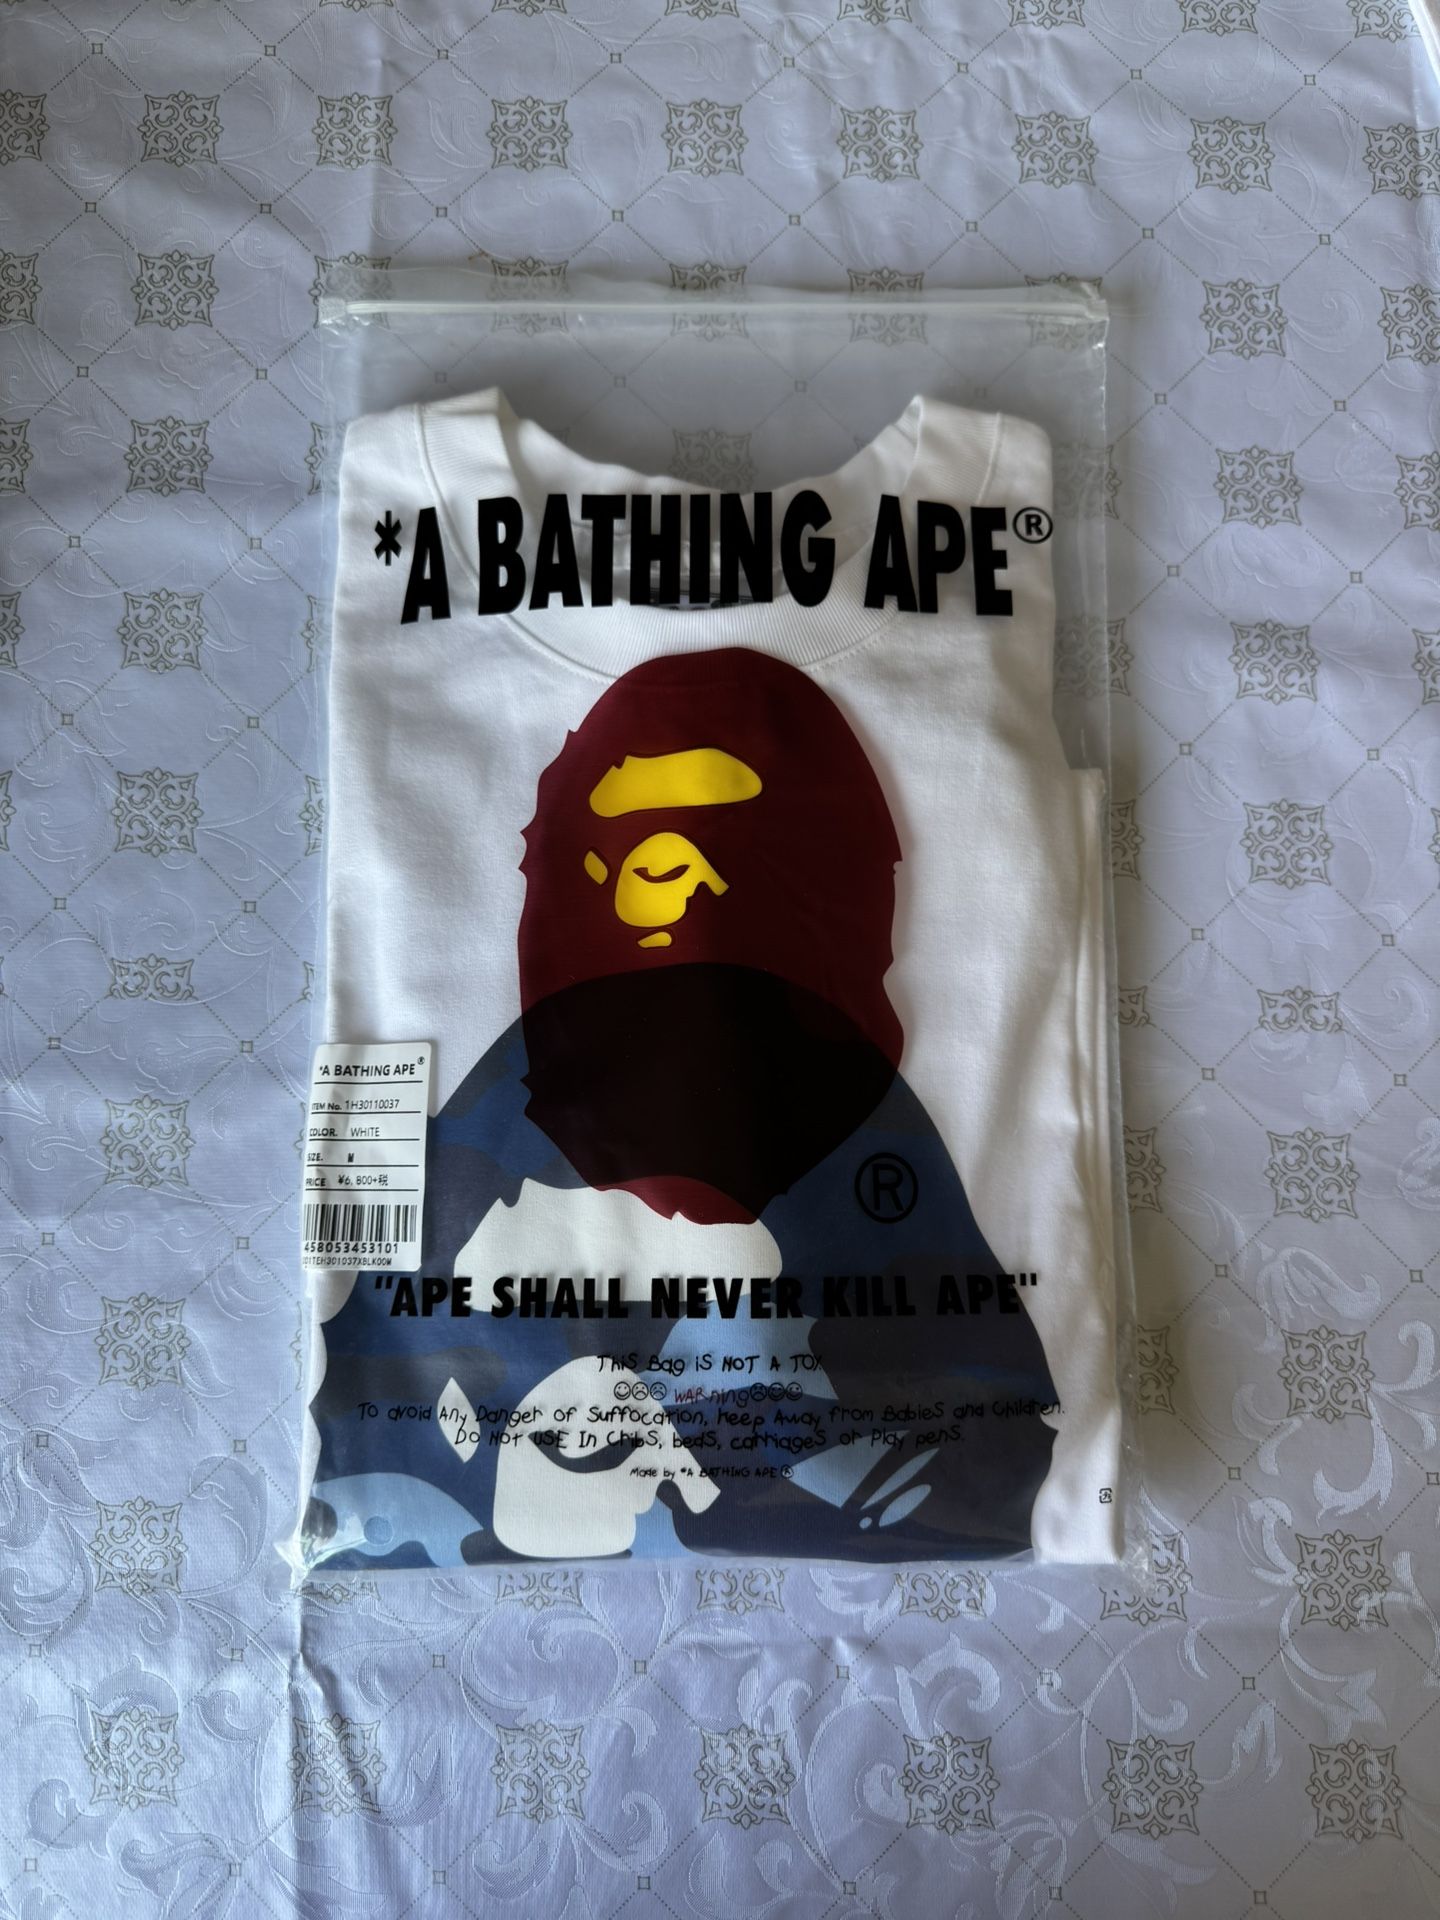 *A BATHING APE®
*A BATHING APE®
ITEM No. 1H30110037
COLOR. WHITE
SIZE. M
PRICE ¥6,800+税
458053453101
001TEH301037XBLK00M
®
"APE SHALL NEVER KILL APE"
THiS Bag iS NOT A TOY
WARning
To avoid Any Danger of Suffocation, Keep Away from Babies and Children.
Do Not USE In CribS, bedS, carriageS or Play penS.
Made by *A BATHING APE®